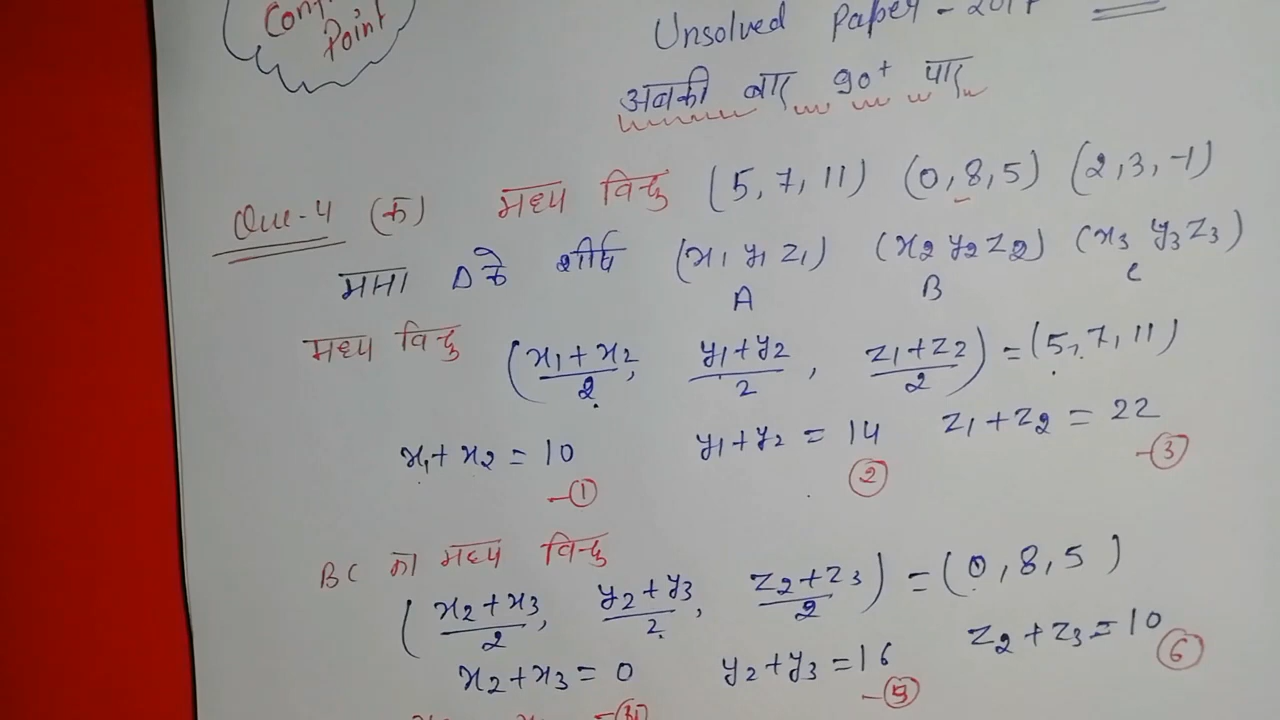 Point
Unsolved Paper -
अबकी बार 90+ पार
Que-4 (क) मध्य विन्दु (5, 7, 11) (0, 8, 5) (2, 3, -1)
माना Δ के शीर्ष (x1 y1 z1) (x2 y2 z2) (x3 y3 z3)
A B C
मध्य विन्दु (x1+x2/2, y1+y2/2, z1+z2/2) = (5, 7, 11)
x1+x2 = 10 y1+y2 = 14 z1+z2 = 22
-① ② -③
BC का मध्य विन्दु
(x2+x3/2, y2+y3/2, z2+z3/2) = (0, 8, 5)
x2+x3 = 0 y2+y3 = 16 z2+z3 = 10
-⑤ ⑥